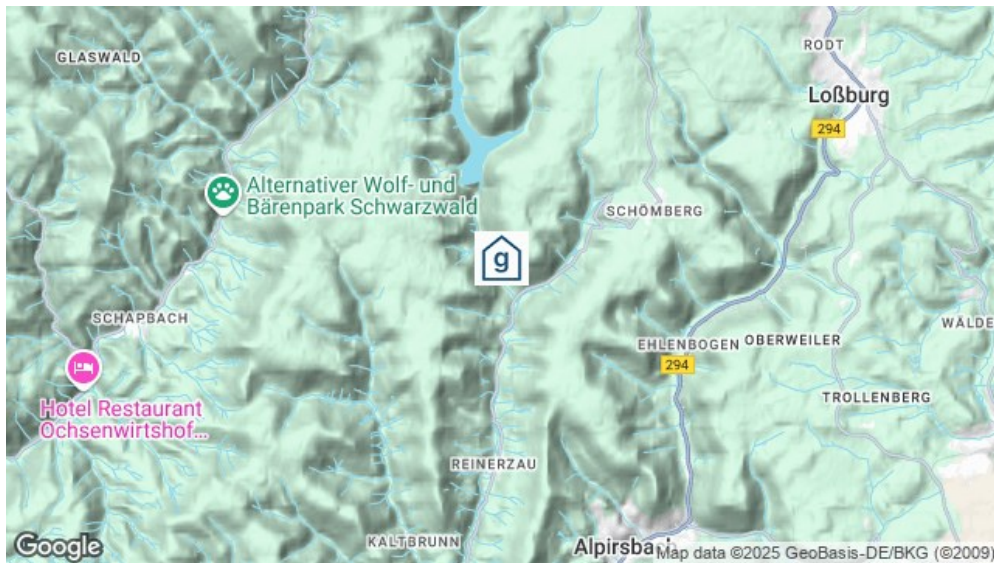 GLASWALD
RODT
Loßburg
294
Alternativer Wolf- und
Bärenpark Schwarzwald
SCHÖMBERG
g
SCHAPBACH
WÄLDE
EHLENBOGEN
OBERWEILER
294
Hotel Restaurant
Ochsenwirtshof...
TROLLENBERG
REINERZAU
KALTBRUNN
Alpirsbach
Google
Map data ©2025 GeoBasis-DE/BKG (©2009)